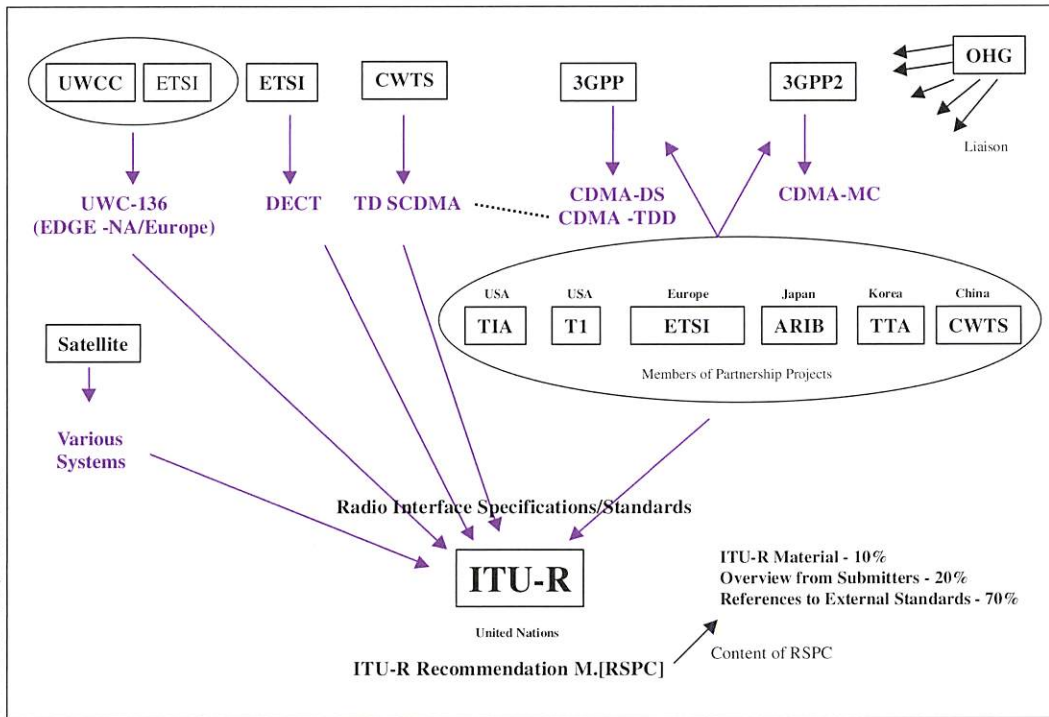 UWCC ETSI ETSI CWTS 3GPP 3GPP2 OHG
Liaison
UWC-136
(EDGE -NA/Europe)
DECT
TD SCDMA
CDMA-DS
CDMA -TDD
CDMA-MC
USA USA Europe Japan Korea China
TIA T1 ETSI ARIB TTA CWTS
Members of Partnership Projects
Satellite
Various
Systems
Radio Interface Specifications/Standards
ITU-R
United Nations
ITU-R Recommendation M.[RSPC]
ITU-R Material - 10%
Overview from Submitters - 20%
References to External Standards - 70%
Content of RSPC